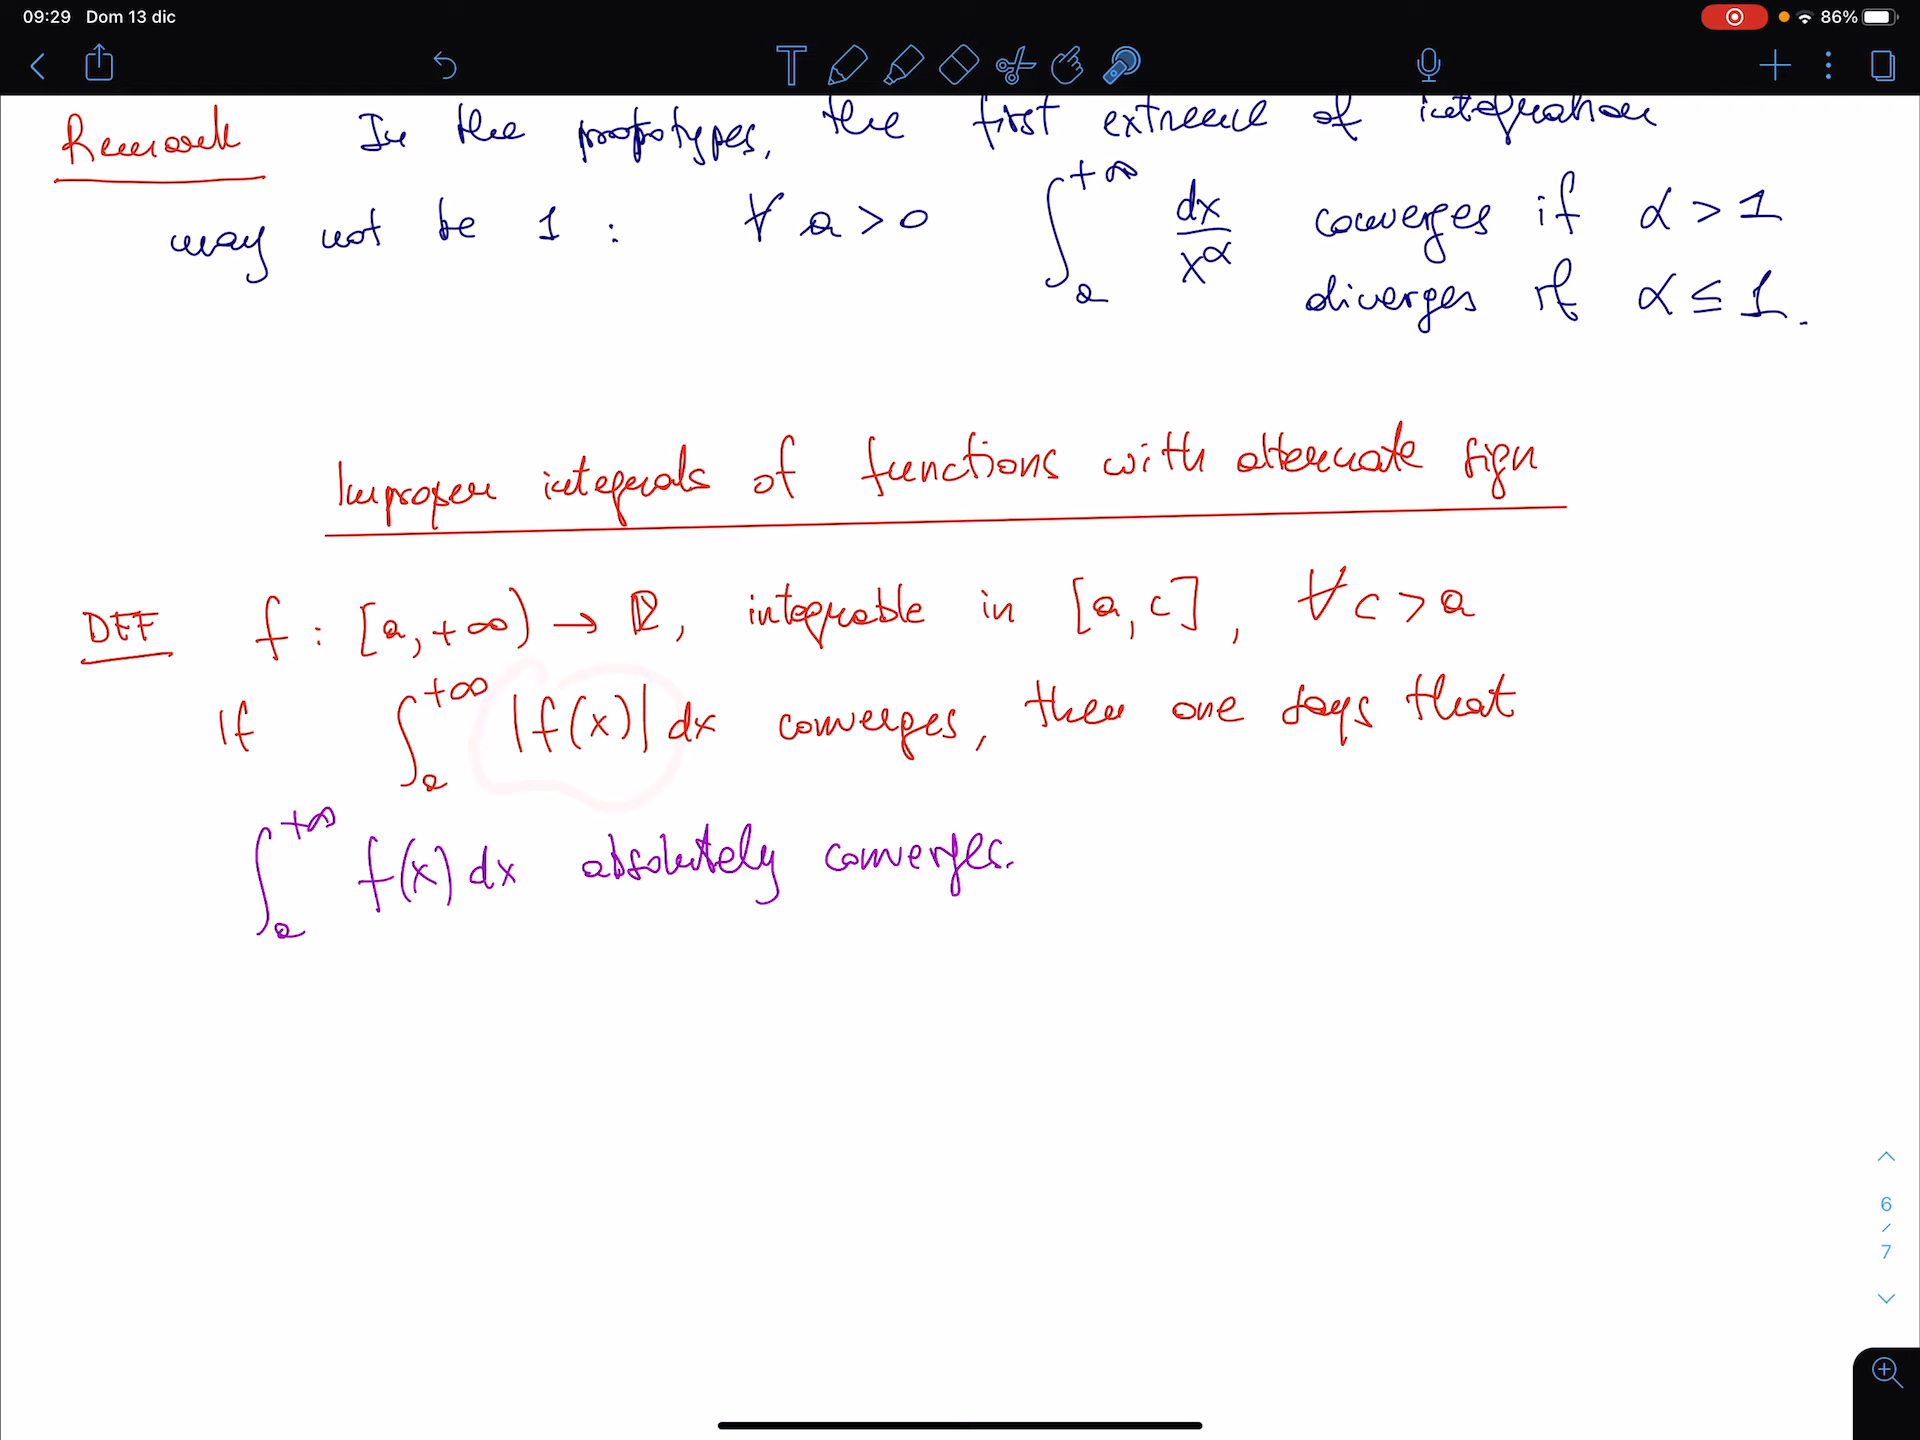 09:29 Dom 13 dic 86%
Remark In the prototypes, the first extreme of integration
may not be 1 : ∀ a > 0 ∫_a^{+∞} dx/x^α converges if α > 1
diverges if α ≤ 1.
Improper integrals of functions with alternate sign
DEF f : [a, +∞) → ℝ, integrable in [a, c], ∀ c > a
If ∫_a^{+∞} |f(x)| dx converges, then one says that
∫_a^{+∞} f(x) dx absolutely converges.
6
/
7